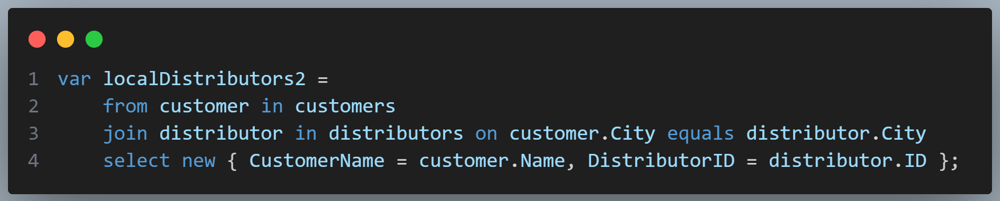 1 var localDistributors2 =
2     from customer in customers
3     join distributor in distributors on customer.City equals distributor.City
4     select new { CustomerName = customer.Name, DistributorID = distributor.ID };